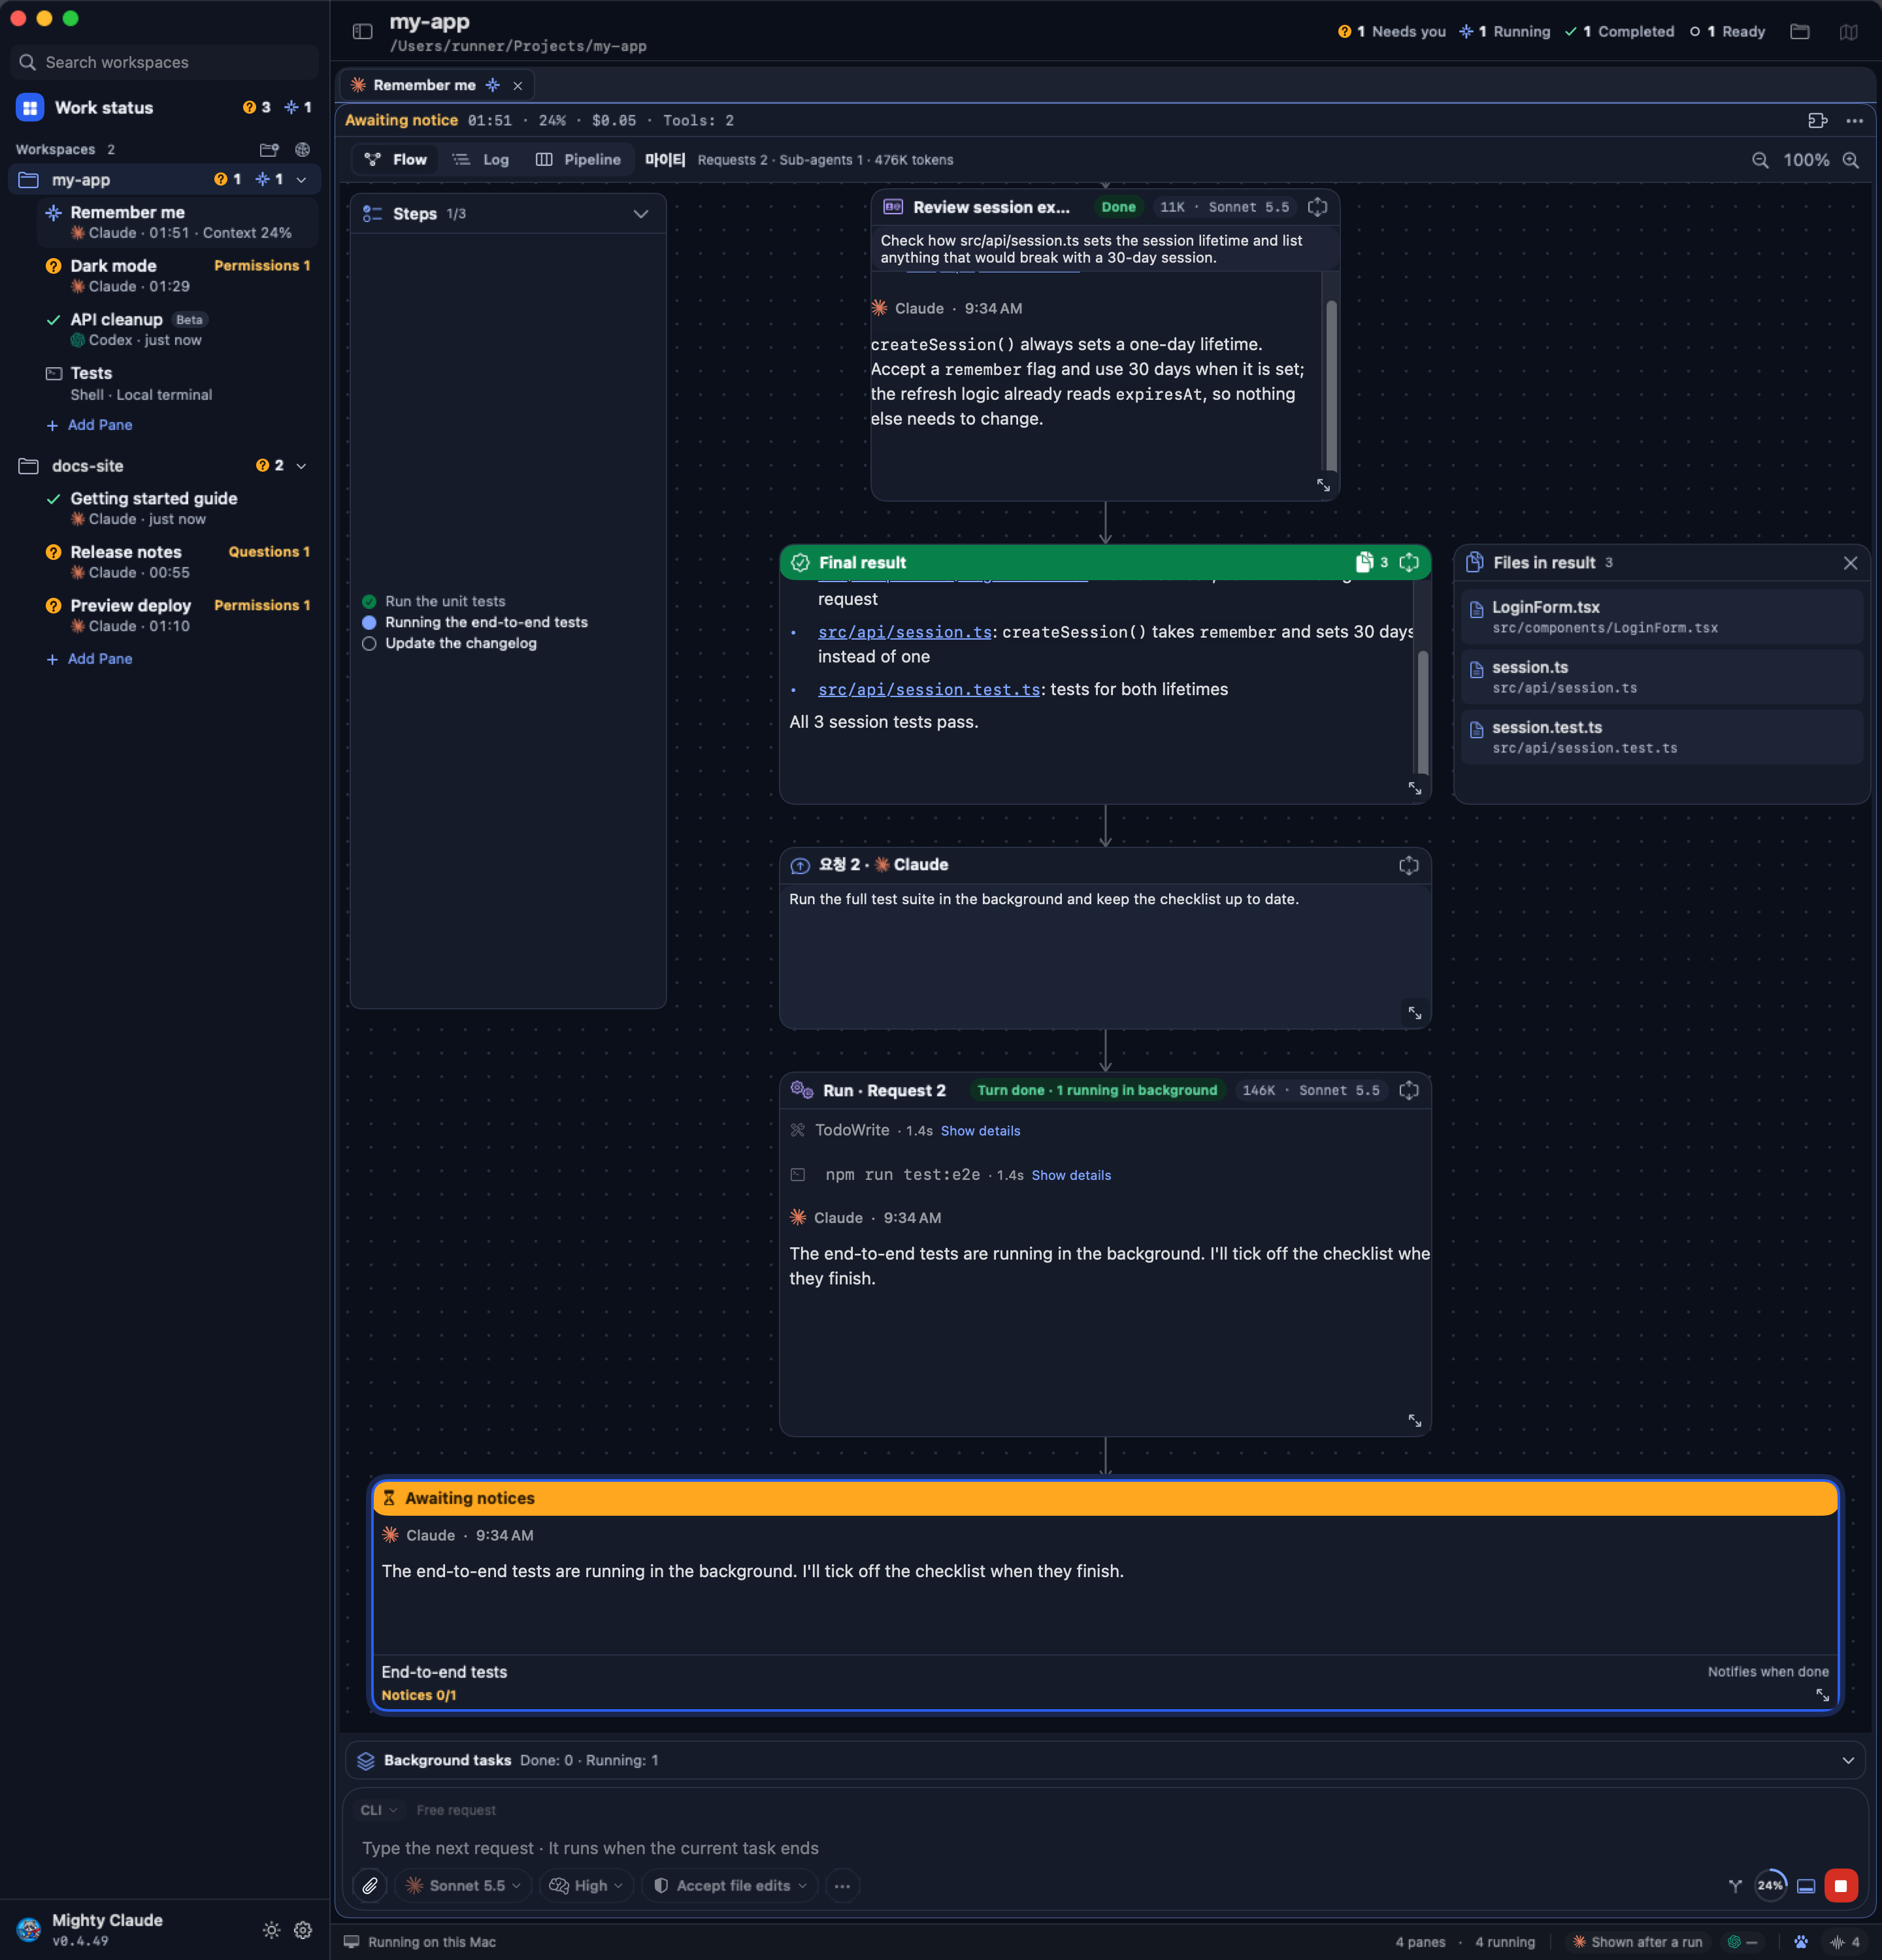 my-app
/Users/runner/Projects/my-app
1 Needs you 1 Running 1 Completed 1 Ready
Search workspaces
Work status 3 1
Workspaces 2
my-app 1 1
Remember me
Claude · 01:51 · Context 24%
Dark mode Permissions 1
Claude · 01:29
API cleanup Beta
Codex · just now
Tests
Shell · Local terminal
+ Add Pane
docs-site 2
Getting started guide
Claude · just now
Release notes Questions 1
Claude · 00:55
Preview deploy Permissions 1
Claude · 01:10
+ Add Pane
Mighty Claude
v0.4.49
Remember me
Awaiting notice 01:51 · 24% · $0.05 · Tools: 2
Flow Log Pipeline 마이티 Requests 2 · Sub-agents 1 · 476K tokens 100%
Steps 1/3
Run the unit tests
Running the end-to-end tests
Update the changelog
Review session ex... Done 11K · Sonnet 5.5
Check how src/api/session.ts sets the session lifetime and list
anything that would break with a 30-day session.
Claude · 9:34 AM
createSession() always sets a one-day lifetime.
Accept a remember flag and use 30 days when it is set;
the refresh logic already reads expiresAt, so nothing
else needs to change.
Final result 3
request
• src/api/session.ts: createSession() takes remember and sets 30 days
instead of one
• src/api/session.test.ts: tests for both lifetimes
All 3 session tests pass.
Files in result 3
LoginForm.tsx
src/components/LoginForm.tsx
session.ts
src/api/session.ts
session.test.ts
src/api/session.test.ts
요청 2 · Claude
Run the full test suite in the background and keep the checklist up to date.
Run · Request 2 Turn done · 1 running in background 146K · Sonnet 5.5
TodoWrite · 1.4s Show details
npm run test:e2e · 1.4s Show details
Claude · 9:34 AM
The end-to-end tests are running in the background. I'll tick off the checklist whe
they finish.
Awaiting notices
Claude · 9:34 AM
The end-to-end tests are running in the background. I'll tick off the checklist when they finish.
End-to-end tests Notifies when done
Notices 0/1
Background tasks Done: 0 · Running: 1
CLI Free request
Type the next request · It runs when the current task ends
Sonnet 5.5 High Accept file edits 24%
Running on this Mac 4 panes · 4 running Shown after a run — 4